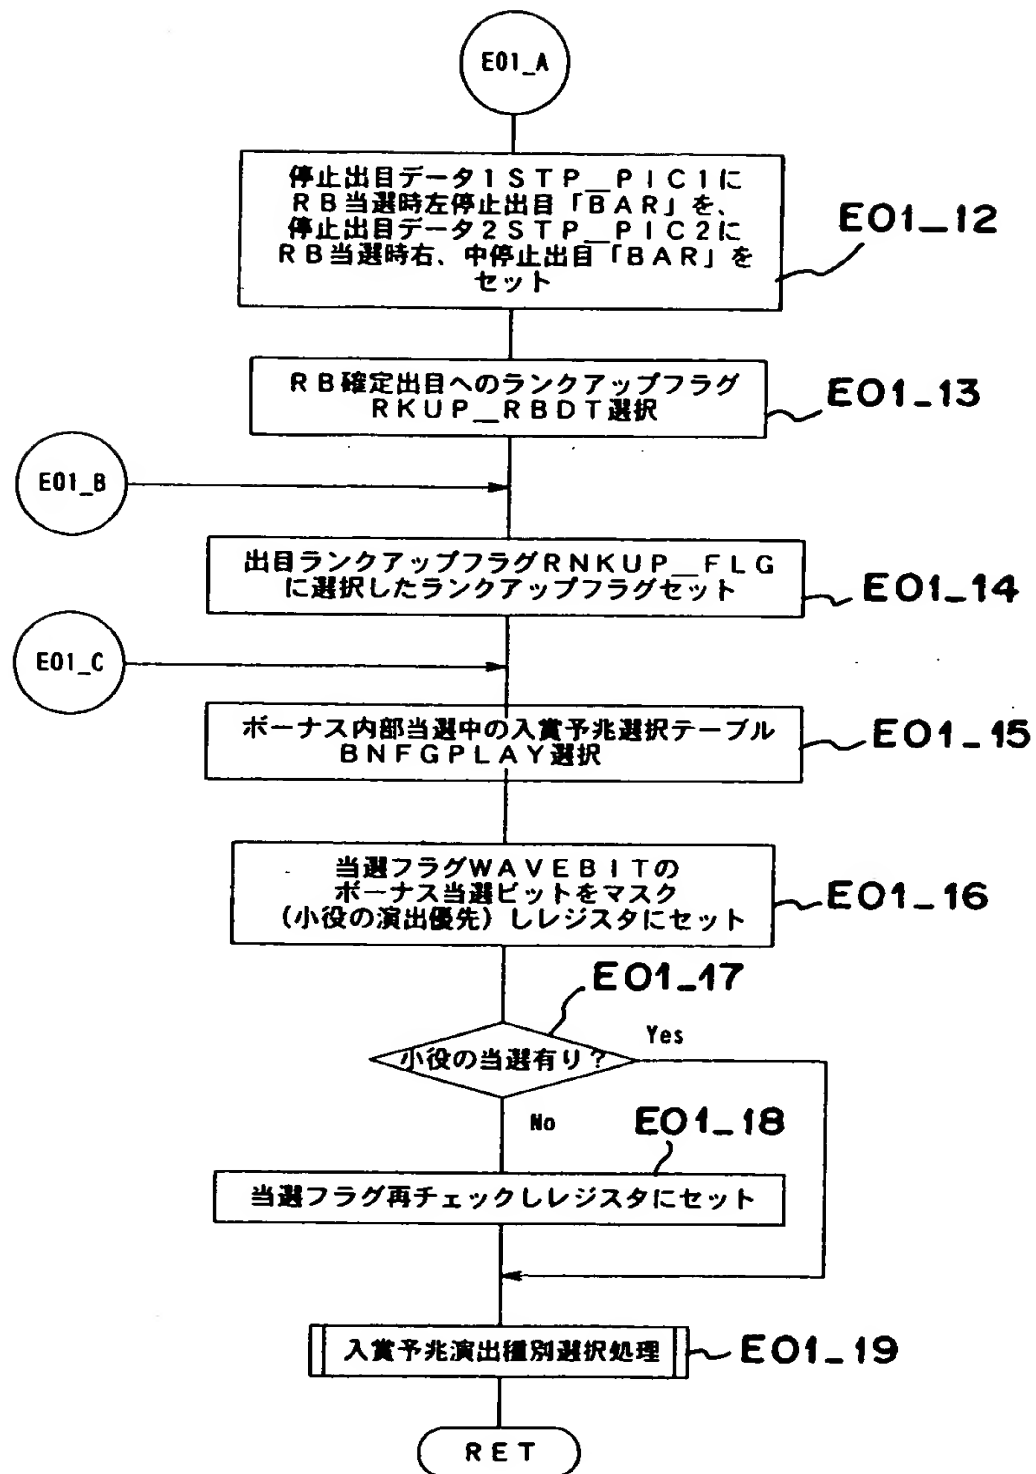 E01_A
停止出目データ1STP__PIC1に
RB当選時左停止出目「BAR」を、
停止出目データ2STP__PIC2に
RB当選時右、中停止出目「BAR」を
セット
E01_12
RB確定出目へのランクアップフラグ
RKUP__RBDT選択
E01_13
E01_B
出目ランクアップフラグRNKUP__FLG
に選択したランクアップフラグセット
E01_14
E01_C
ボーナス内部当選中の入賞予兆選択テーブル
BNFGPLAY選択
E01_15
当選フラグWAVEBITの
ボーナス当選ビットをマスク
(小役の演出優先)しレジスタにセット
E01_16
E01_17
小役の当選有り?
Yes
No
E01_18
当選フラグ再チェックしレジスタにセット
入賞予兆演出種別選択処理
E01_19
RET